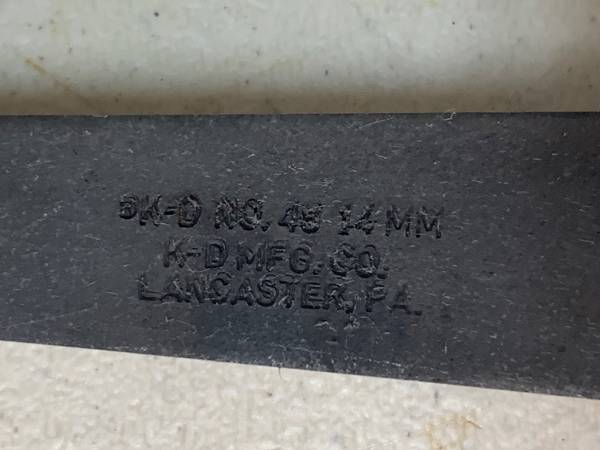 K-D NO. 48 14 MM
K-D MFG. CO.
LANCASTER, PA.